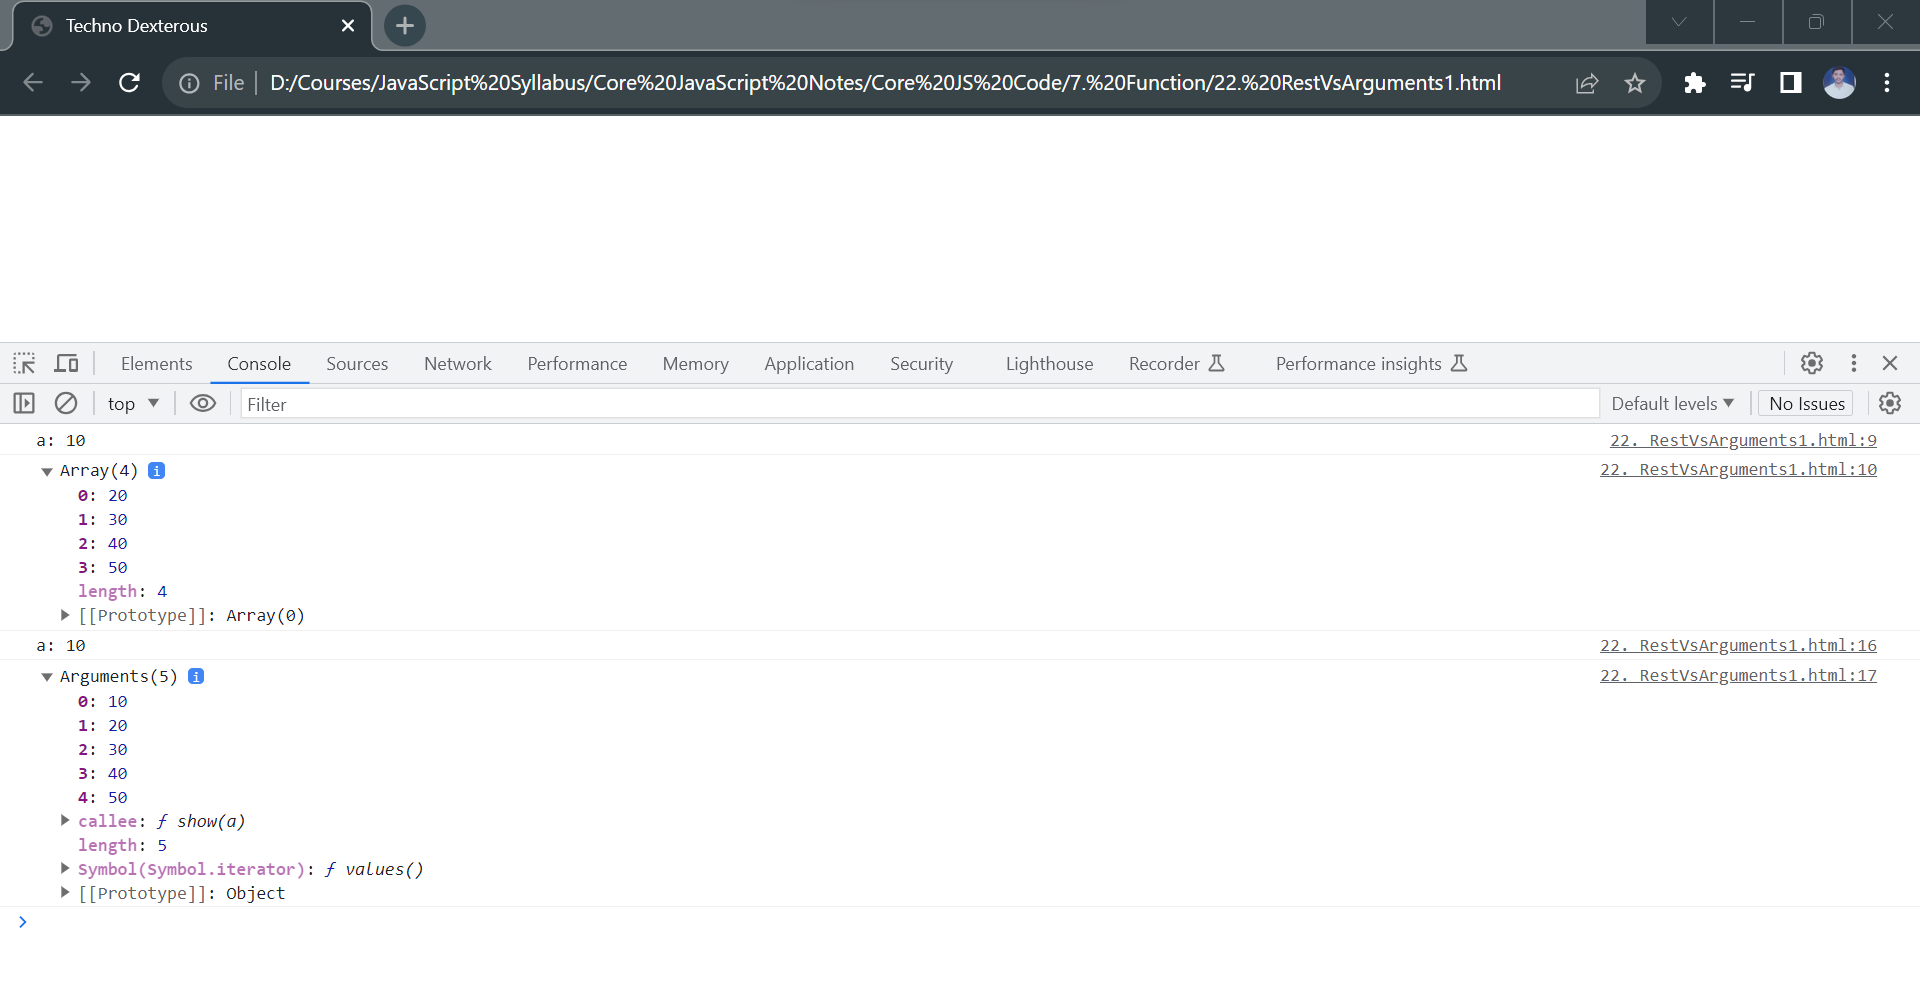 Techno Dexterous
File | D:/Courses/JavaScript%20Syllabus/Core%20JavaScript%20Notes/Core%20JS%20Code/7.%20Function/22.%20RestVsArguments1.html
Elements Console Sources Network Performance Memory Application Security Lighthouse Recorder Performance insights
top Filter Default levels No Issues
a: 10 22. RestVsArguments1.html:9
Array(4) i 22. RestVsArguments1.html:10
0: 20
1: 30
2: 40
3: 50
length: 4
[[Prototype]]: Array(0)
a: 10 22. RestVsArguments1.html:16
Arguments(5) i 22. RestVsArguments1.html:17
0: 10
1: 20
2: 30
3: 40
4: 50
callee: ƒ show(a)
length: 5
Symbol(Symbol.iterator): ƒ values()
[[Prototype]]: Object